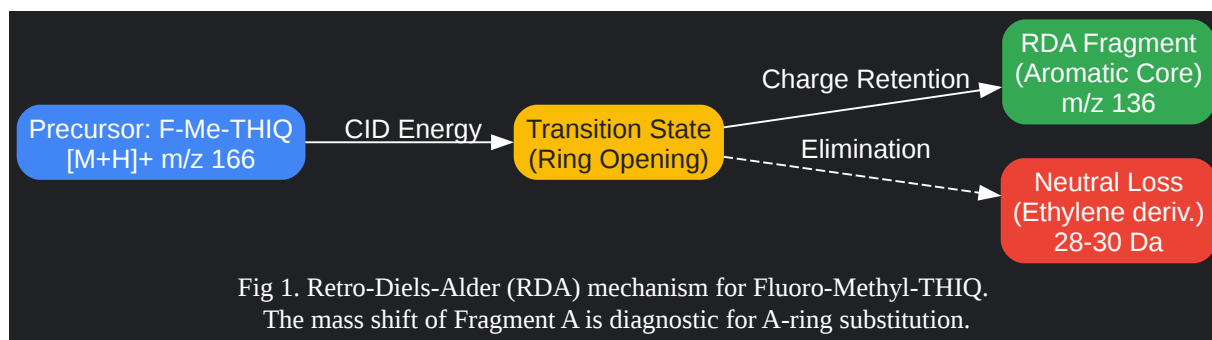 Precursor: F-Me-THIQ
[M+H]+ m/z 166
CID Energy
Transition State
(Ring Opening)
Charge Retention
RDA Fragment
(Aromatic Core)
m/z 136
Elimination
Neutral Loss
(Ethylene deriv.)
28-30 Da
Fig 1. Retro-Diels-Alder (RDA) mechanism for Fluoro-Methyl-THIQ.
The mass shift of Fragment A is diagnostic for A-ring substitution.